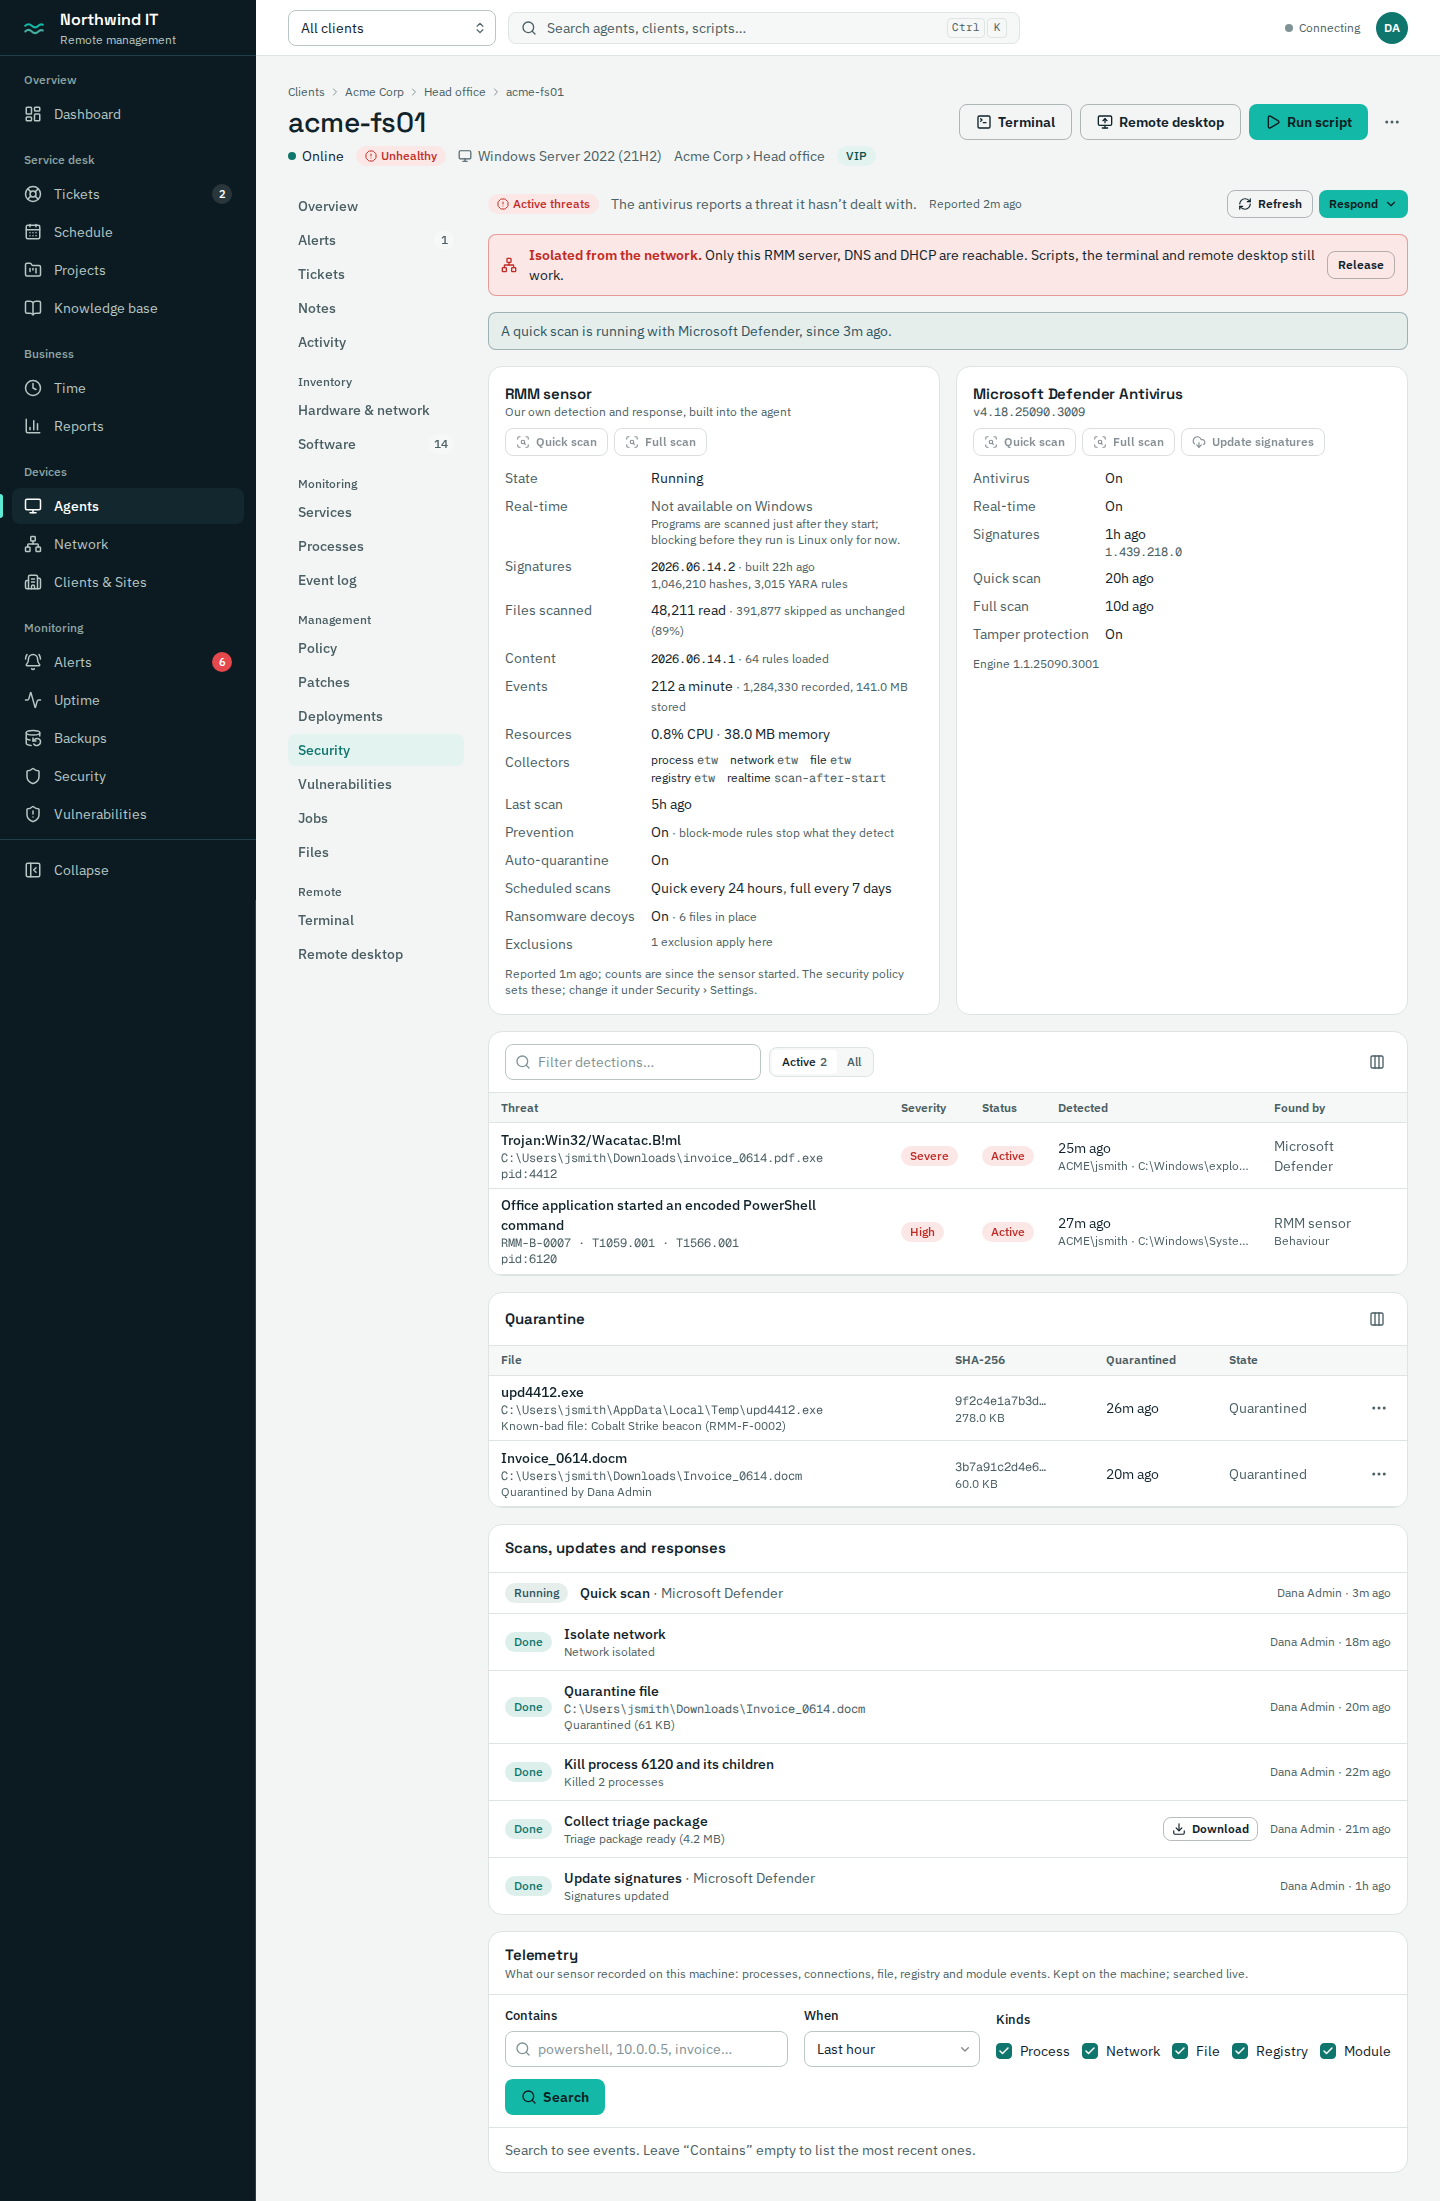 Northwind IT
Remote management
All clients
Search agents, clients, scripts...
Ctrl K
Connecting
DA
Overview
Dashboard
Service desk
Tickets 2
Schedule
Projects
Knowledge base
Business
Time
Reports
Devices
Agents
Network
Clients & Sites
Monitoring
Alerts 6
Uptime
Backups
Security
Vulnerabilities
Collapse
Clients > Acme Corp > Head office > acme-fs01
acme-fs01
Terminal
Remote desktop
Run script
Online
Unhealthy
Windows Server 2022 (21H2)
Acme Corp › Head office
VIP
Overview
Alerts 1
Tickets
Notes
Activity
Inventory
Hardware & network
Software 14
Monitoring
Services
Processes
Event log
Management
Policy
Patches
Deployments
Security
Vulnerabilities
Jobs
Files
Remote
Terminal
Remote desktop
Active threats
The antivirus reports a threat it hasn’t dealt with.
Reported 2m ago
Refresh
Respond
Isolated from the network. Only this RMM server, DNS and DHCP are reachable. Scripts, the terminal and remote desktop still
work.
Release
A quick scan is running with Microsoft Defender, since 3m ago.
RMM sensor
Our own detection and response, built into the agent
Quick scan
Full scan
State Running
Real-time Not available on Windows
Programs are scanned just after they start;
blocking before they run is Linux only for now.
Signatures 2026.06.14.2 · built 22h ago
1,046,210 hashes, 3,015 YARA rules
Files scanned 48,211 read · 391,877 skipped as unchanged
(89%)
Content 2026.06.14.1 · 64 rules loaded
Events 212 a minute · 1,284,330 recorded, 141.0 MB
stored
Resources 0.8% CPU · 38.0 MB memory
Collectors process etw network etw file etw
registry etw realtime scan-after-start
Last scan 5h ago
Prevention On · block-mode rules stop what they detect
Auto-quarantine On
Scheduled scans Quick every 24 hours, full every 7 days
Ransomware decoys On · 6 files in place
Exclusions 1 exclusion apply here
Reported 1m ago; counts are since the sensor started. The security policy
sets these; change it under Security › Settings.
Microsoft Defender Antivirus
v4.18.25090.3009
Quick scan
Full scan
Update signatures
Antivirus On
Real-time On
Signatures 1h ago
1.439.218.0
Quick scan 20h ago
Full scan 10d ago
Tamper protection On
Engine 1.1.25090.3001
Filter detections...
Active 2
All
Threat Severity Status Detected Found by
Trojan:Win32/Wacatac.B!ml
C:\Users\jsmith\Downloads\invoice_0614.pdf.exe
pid:4412
Severe
Active
25m ago
ACME\jsmith · C:\Windows\explo...
Microsoft
Defender
Office application started an encoded PowerShell
command
RMM-B-0007 · T1059.001 · T1566.001
pid:6120
High
Active
27m ago
ACME\jsmith · C:\Windows\Syste...
RMM sensor
Behaviour
Quarantine
File SHA-256 Quarantined State
upd4412.exe
C:\Users\jsmith\AppData\Local\Temp\upd4412.exe
Known-bad file: Cobalt Strike beacon (RMM-F-0002)
9f2c4e1a7b3d...
278.0 KB
26m ago
Quarantined
Invoice_0614.docm
C:\Users\jsmith\Downloads\Invoice_0614.docm
Quarantined by Dana Admin
3b7a91c2d4e6...
60.0 KB
20m ago
Quarantined
Scans, updates and responses
Running Quick scan · Microsoft Defender Dana Admin · 3m ago
Done Isolate network
Network isolated
Dana Admin · 18m ago
Done Quarantine file
C:\Users\jsmith\Downloads\Invoice_0614.docm
Quarantined (61 KB)
Dana Admin · 20m ago
Done Kill process 6120 and its children
Killed 2 processes
Dana Admin · 22m ago
Done Collect triage package
Triage package ready (4.2 MB)
Download
Dana Admin · 21m ago
Done Update signatures · Microsoft Defender
Signatures updated
Dana Admin · 1h ago
Telemetry
What our sensor recorded on this machine: processes, connections, file, registry and module events. Kept on the machine; searched live.
Contains
powershell, 10.0.0.5, invoice...
When
Last hour
Kinds
Process Network File Registry Module
Search
Search to see events. Leave “Contains” empty to list the most recent ones.